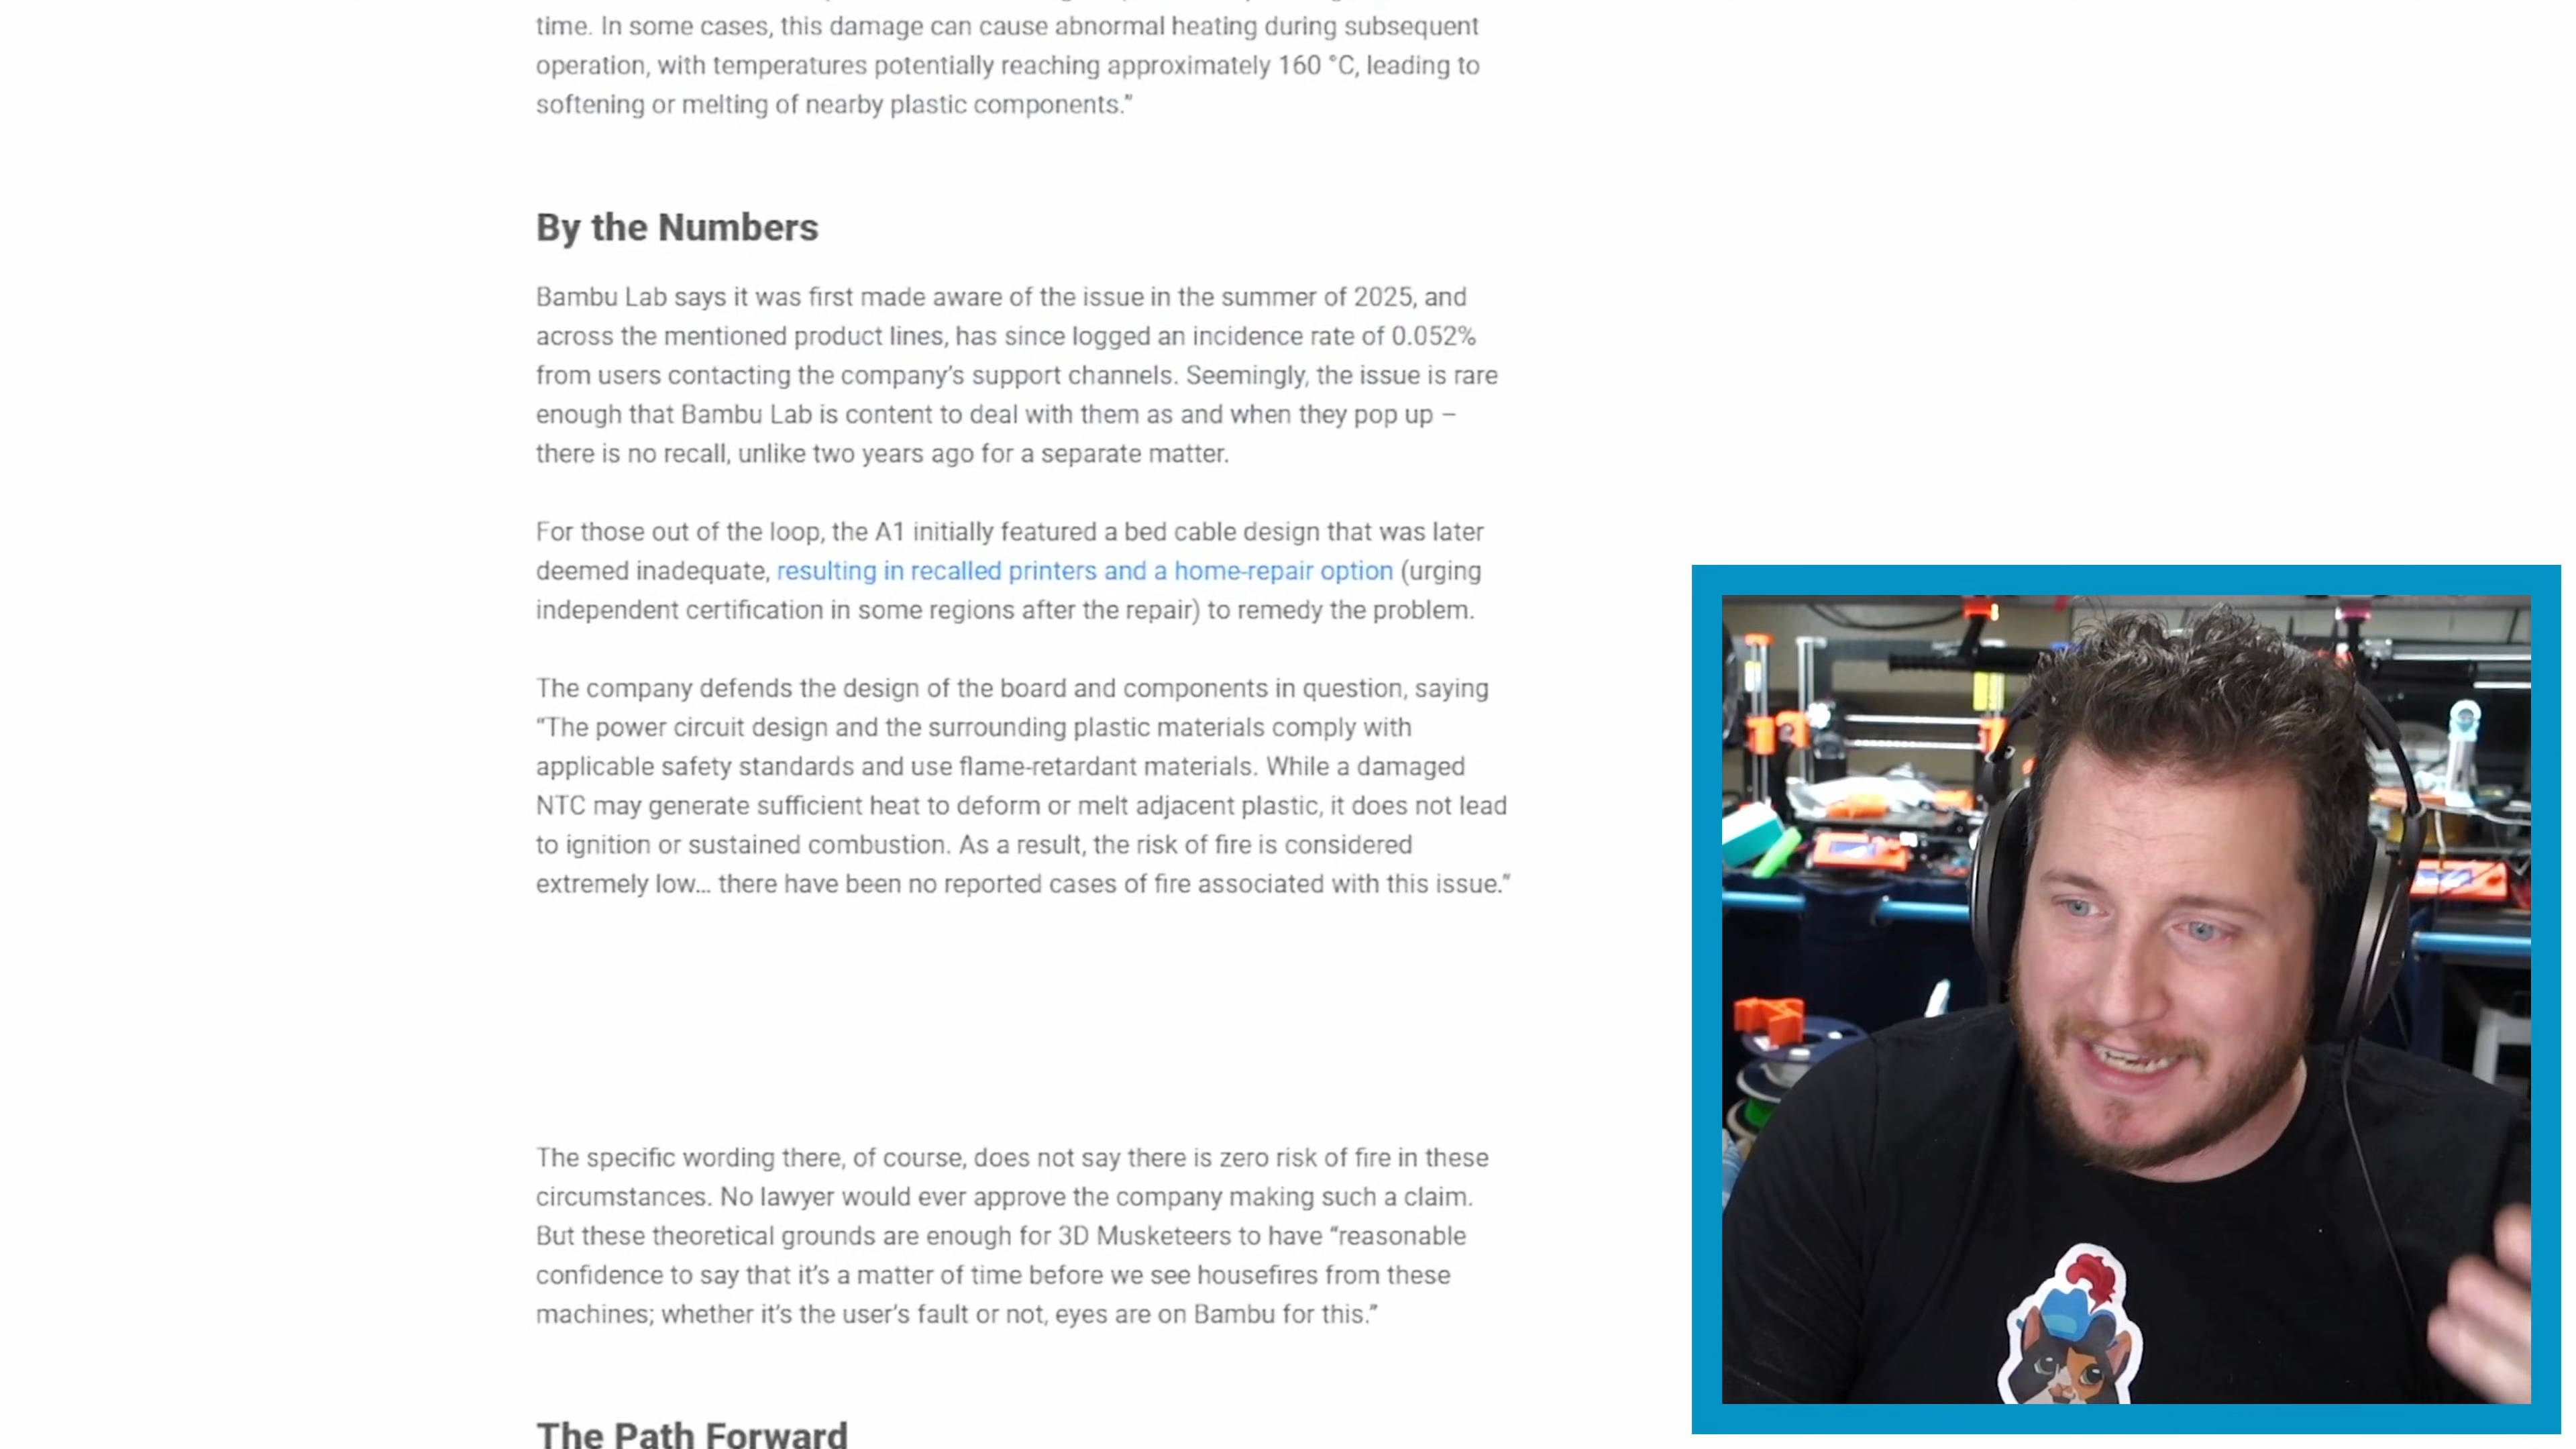 time. In some cases, this damage can cause abnormal heating during subsequent
operation, with temperatures potentially reaching approximately 160 °C, leading to
softening or melting of nearby plastic components.”
By the Numbers
Bambu Lab says it was first made aware of the issue in the summer of 2025, and
across the mentioned product lines, has since logged an incidence rate of 0.052%
from users contacting the company’s support channels. Seemingly, the issue is rare
enough that Bambu Lab is content to deal with them as and when they pop up –
there is no recall, unlike two years ago for a separate matter.
For those out of the loop, the A1 initially featured a bed cable design that was later
deemed inadequate, resulting in recalled printers and a home-repair option (urging
independent certification in some regions after the repair) to remedy the problem.
The company defends the design of the board and components in question, saying
“The power circuit design and the surrounding plastic materials comply with
applicable safety standards and use flame-retardant materials. While a damaged
NTC may generate sufficient heat to deform or melt adjacent plastic, it does not lead
to ignition or sustained combustion. As a result, the risk of fire is considered
extremely low… there have been no reported cases of fire associated with this issue.”
The specific wording there, of course, does not say there is zero risk of fire in these
circumstances. No lawyer would ever approve the company making such a claim.
But these theoretical grounds are enough for 3D Musketeers to have “reasonable
confidence to say that it’s a matter of time before we see housefires from these
machines; whether it’s the user’s fault or not, eyes are on Bambu for this.”
The Path Forward